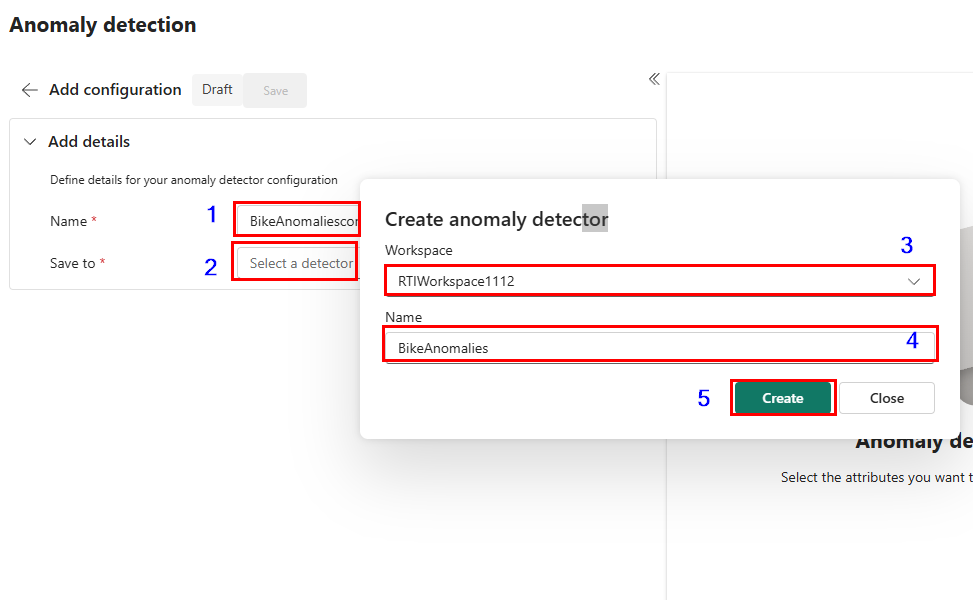 Anomaly detection
Add configuration Draft Save
Add details
Define details for your anomaly detector configuration
Name * 1 BikeAnomaliescor
Save to * 2 Select a detector
Create anomaly detector
Workspace 3
RTIWorkspace1112
Name
BikeAnomalies 4
5 Create Close
Anomaly de
Select the attributes you want t